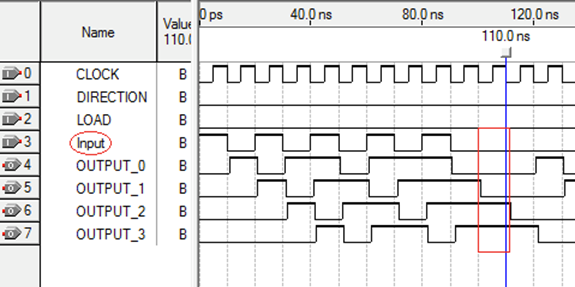 0 ps 40.0 ns 80.0 ns 120.0 ns
Name
Value
110.0
110.0 ns
0 CLOCK B
1 DIRECTION B
2 LOAD B
3 Input B
4 OUTPUT_0 B
5 OUTPUT_1 B
6 OUTPUT_2 B
7 OUTPUT_3 B